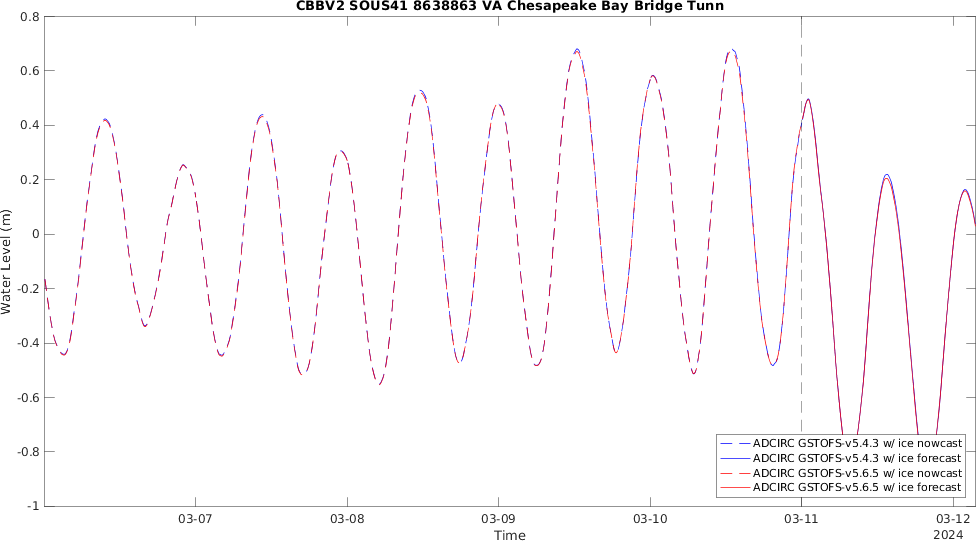 CBBV2 SOUS41 8638863 VA Chesapeake Bay Bridge Tunn
0.8
0.6
0.4
0.2
0
-0.2
-0.4
-0.6
-0.8
-1
Water Level (m)
ADCIRC GSTOFS-v5.4.3 w/ ice nowcast
ADCIRC GSTOFS-v5.4.3 w/ ice forecast
ADCIRC GSTOFS-v5.6.5 w/ ice nowcast
ADCIRC GSTOFS-v5.6.5 w/ ice forecast
03-07
03-08
03-09
03-10
03-11
03-12
2024
Time